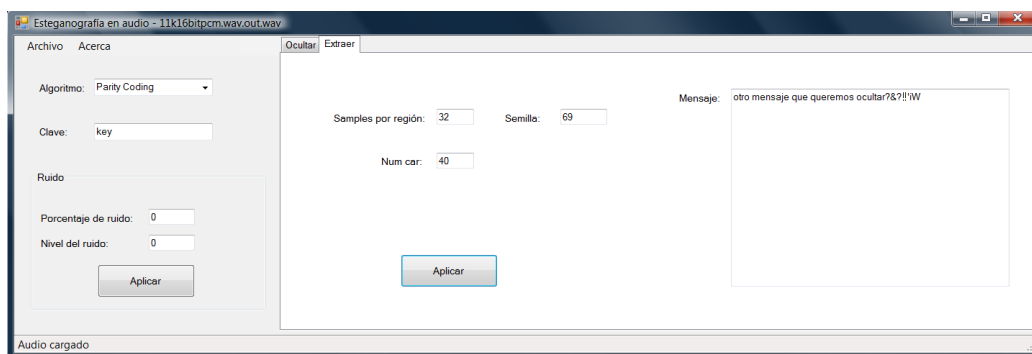 Esteganografía en audio - 11k16bitpcm.wav.out.wav
Archivo Acerca
Ocultar Extraer
Algoritmo: Parity Coding
Clave: key
Ruido
Porcentaje de ruido: 0
Nivel del ruido: 0
Aplicar
Samples por región: 32 Semilla: 69
Num car: 40
Aplicar
Mensaje: otro mensaje que queremos ocultar?&?‼'iW
Audio cargado